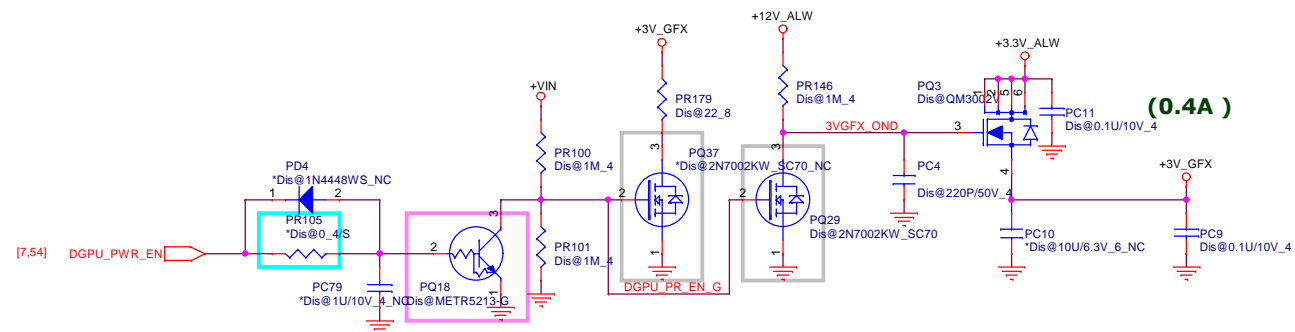 +12V_ALW
+3V_GFX
+3.3V_ALW
+VIN
PR179
Dis@22_8
PR146
Dis@1M_4
PQ3
Dis@QM3002V
1
2
5
6
PC11
Dis@0.1U/10V_4
(0.4A )
3VGFX_OND
3
4
PR100
Dis@1M_4
3
PQ37
*Dis@2N7002KW_SC70_NC
2
1
3
2
1
PQ29
Dis@2N7002KW_SC70
PC4
Dis@220P/50V_4
+3V_GFX
PD4
*Dis@1N4448WS_NC
1
2
PR105
*Dis@0_4/S
[7,54]
DGPU_PWR_EN
2
3
1
PR101
Dis@1M_4
PC79
*Dis@1U/10V_4_NC
PQ18
Dis@METR5213-G
DGPU_PR_EN_G
PC10
*Dis@10U/6.3V_6_NC
PC9
Dis@0.1U/10V_4